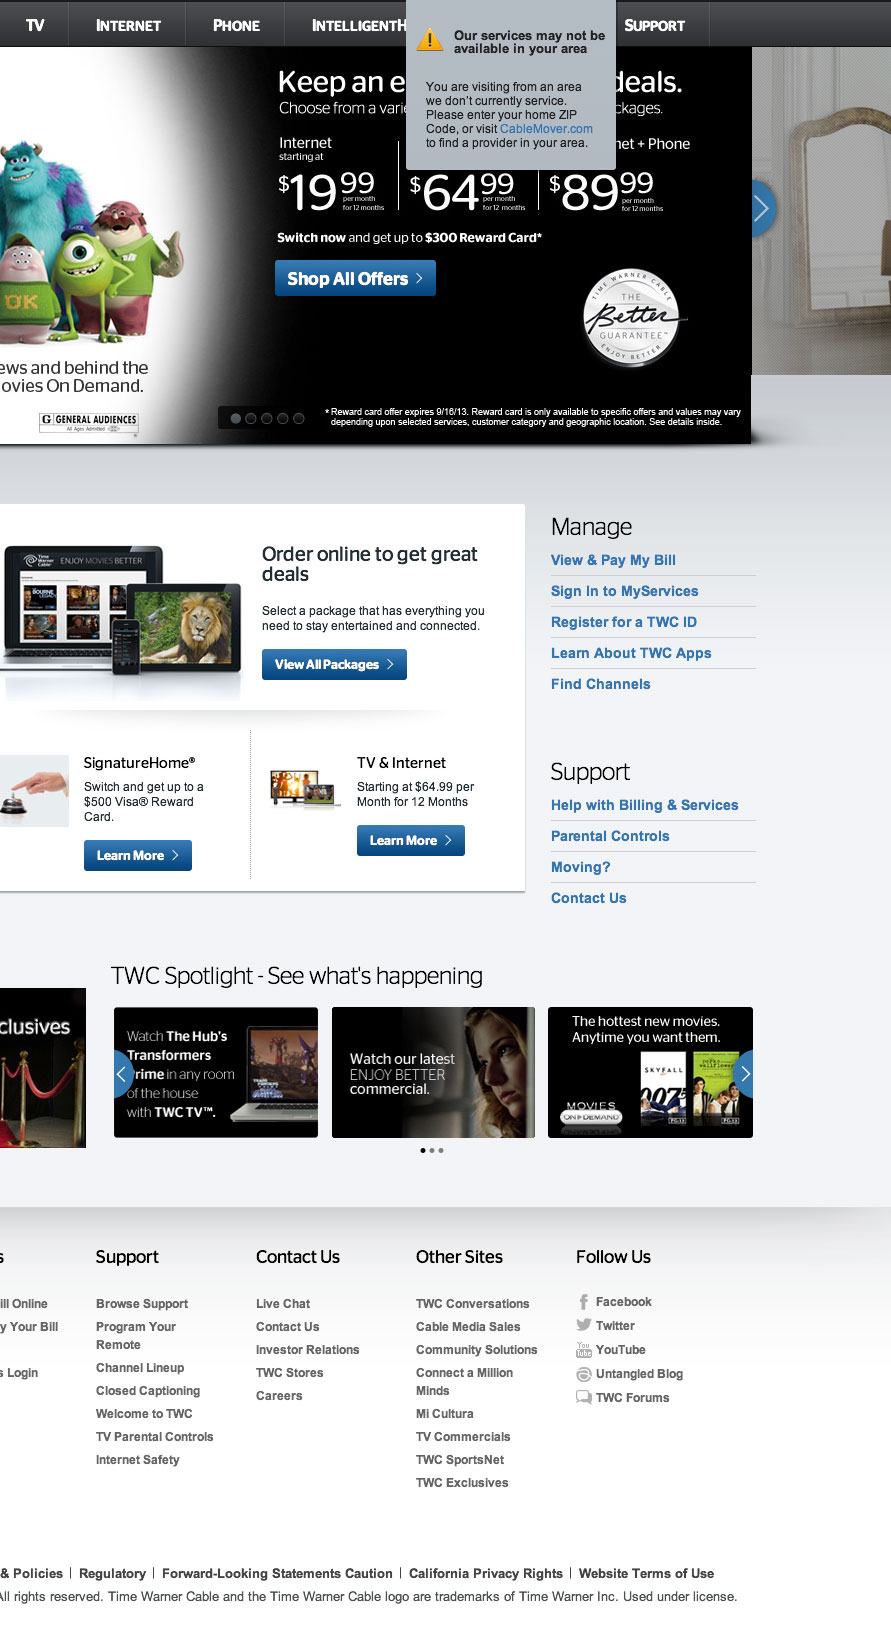 TV INTERNET PHONE INTELLIGENTH SUPPORT
Our services may not be
available in your area
You are visiting from an area
we don't currently service.
Please enter your home ZIP
Code, or visit CableMover.com
to find a provider in your area.
Keep an e deals.
Choose from a varie ckages.
Internet
starting at
$19.99
per month
for 12 months
$64.99
per month
for 12 months
net + Phone
$89.99
per month
for 12 months
Switch now and get up to $300 Reward Card*
Shop All Offers
TIME WARNER CABLE
THE
Better
GUARANTEE
ENJOY BETTER
OK
ews and behind the
ovies On Demand.
G GENERAL AUDIENCES
All Ages Admitted
* Reward card offer expires 9/16/13. Reward card is only available to specific offers and values may vary
depending upon selected services, customer category and geographic location. See details inside.
Time Warner Cable ENJOY MOVIES BETTER
Order online to get great
deals
Select a package that has everything you
need to stay entertained and connected.
View All Packages
SignatureHome®
Switch and get up to a
$500 Visa® Reward
Card.
Learn More
TV & Internet
Starting at $64.99 per
Month for 12 Months
Learn More
Manage
View & Pay My Bill
Sign In to MyServices
Register for a TWC ID
Learn About TWC Apps
Find Channels
Support
Help with Billing & Services
Parental Controls
Moving?
Contact Us
TWC Spotlight - See what's happening
clusives
Watch The Hub's
Transformers
Prime in any room
of the house
with TWC TV™.
Watch our latest
ENJOY BETTER
commercial.
The hottest new movies.
Anytime you want them.
SKYFALL
007
MOVIES
ON DEMAND
PG-13
PG-13
s
ill Online
y Your Bill
s Login
Support
Browse Support
Program Your
Remote
Channel Lineup
Closed Captioning
Welcome to TWC
TV Parental Controls
Internet Safety
Contact Us
Live Chat
Contact Us
Investor Relations
TWC Stores
Careers
Other Sites
TWC Conversations
Cable Media Sales
Community Solutions
Connect a Million
Minds
Mi Cultura
TV Commercials
TWC SportsNet
TWC Exclusives
Follow Us
Facebook
Twitter
You Tube YouTube
Untangled Blog
TWC Forums
& Policies | Regulatory | Forward-Looking Statements Caution | California Privacy Rights | Website Terms of Use
All rights reserved. Time Warner Cable and the Time Warner Cable logo are trademarks of Time Warner Inc. Used under license.